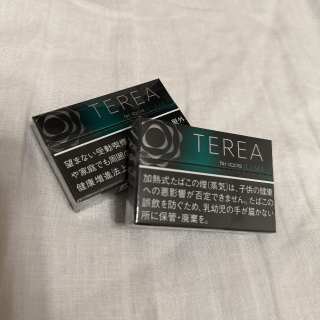 TEREA
for IQOS ILUMA
望まない受動喫煙
や家庭でも周囲の
健康増進法上
TEREA
for IQOS ILUMA
加熱式たばこの煙(蒸気)は、子供の健康
への悪影響が否定できません。たばこの
誤飲を防ぐため、乳幼児の手が届かない
所に保管・廃棄を。